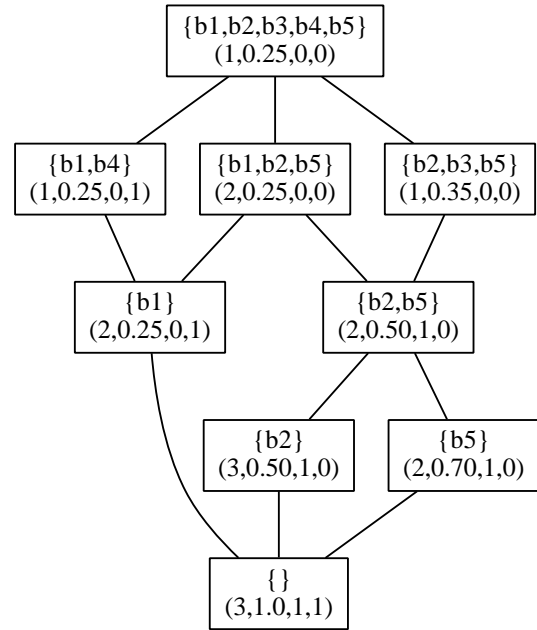 {b1,b2,b3,b4,b5}
(1,0.25,0,0)
{b1,b4}
(1,0.25,0,1)
{b1,b2,b5}
(2,0.25,0,0)
{b2,b3,b5}
(1,0.35,0,0)
{b1}
(2,0.25,0,1)
{b2,b5}
(2,0.50,1,0)
{b2}
(3,0.50,1,0)
{b5}
(2,0.70,1,0)
{}
(3,1.0,1,1)